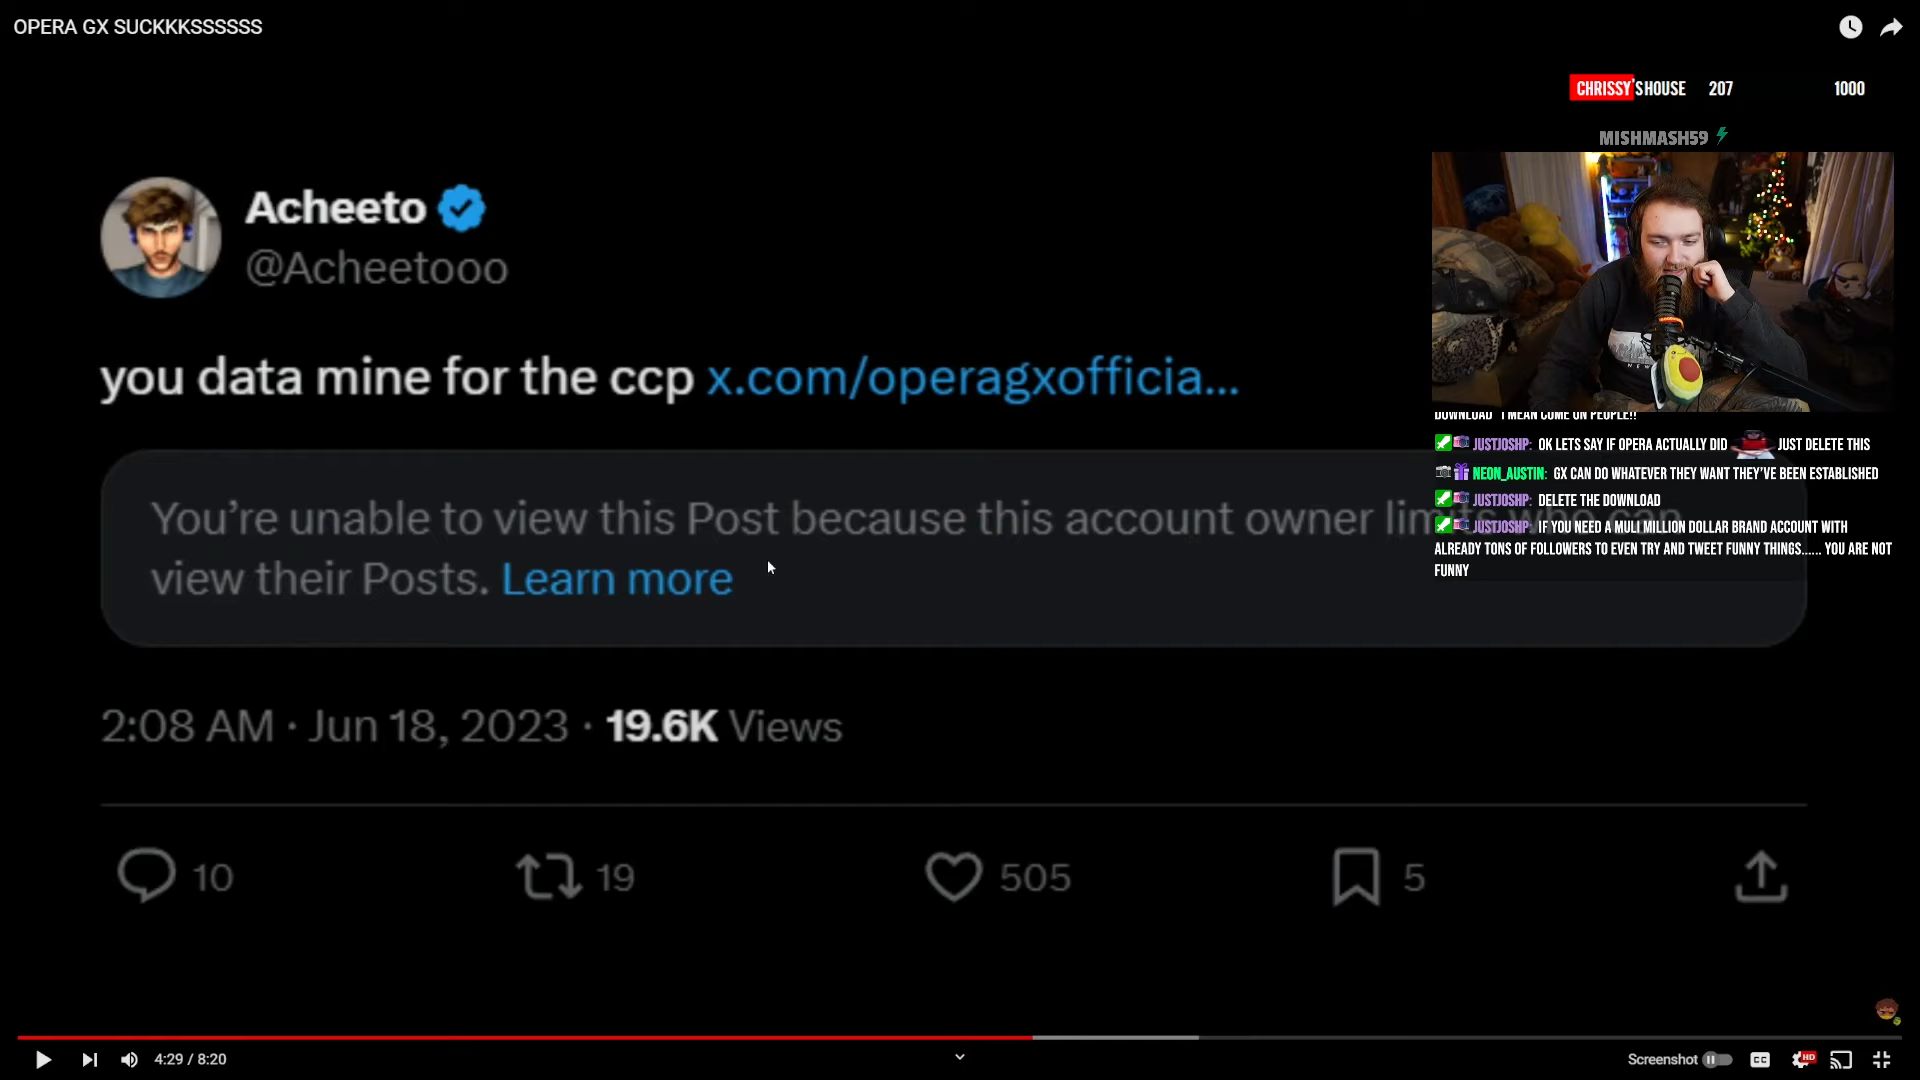 OPERA GX SUCKKKSSSSSS
CHRISSY'SHOUSE 207 1000
MISHMASH59
Acheeto
@Acheetooo
you data mine for the ccp x.com/operagxofficia...
DOWNLOAD" I MEAN COME ON PEOPLE!!
JUSTJOSHP: OK LETS SAY IF OPERA ACTUALLY DID JUST DELETE THIS
NEON_AUSTIN: GX CAN DO WHATEVER THEY WANT THEY'VE BEEN ESTABLISHED
JUSTJOSHP: DELETE THE DOWNLOAD
JUSTJOSHP: IF YOU NEED A MULI MILLION DOLLAR BRAND ACCOUNT WITH
ALREADY TONS OF FOLLOWERS TO EVEN TRY AND TWEET FUNNY THINGS...... YOU ARE NOT
FUNNY
You're unable to view this Post because this account owner limits who can
view their Posts. Learn more
2:08 AM · Jun 18, 2023 · 19.6K Views
10 19 505 5
4:29 / 8:20
Screenshot
CC
HD